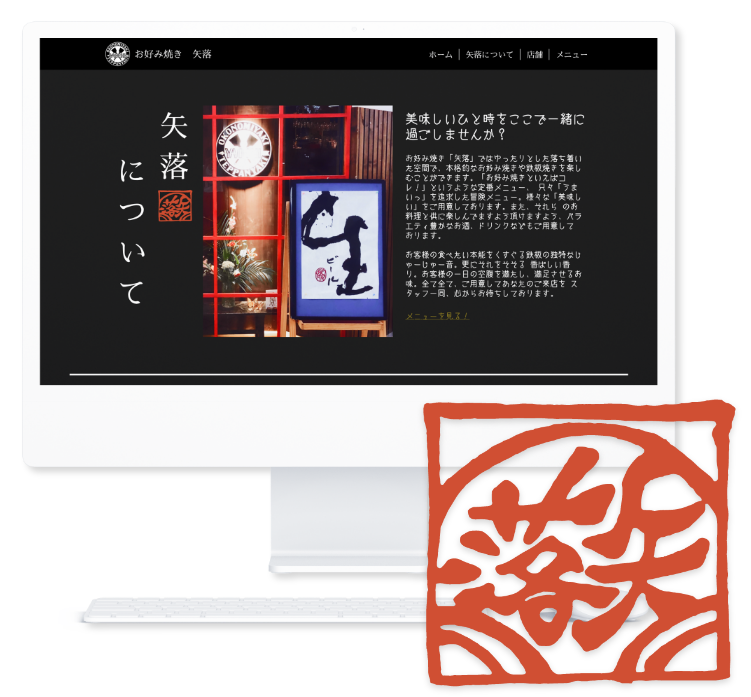 お好み焼き 矢落
ホーム | 矢落について | 店舗 | メニュー
矢落
について
OKONOMIYAKI
TEPPANYAKI
生
ビール
美味しいひと時をここで一緒に
過ごしませんか？
お好み焼き「矢落」ではゆったりとした落ち着い
た空間で、本格的なお好み焼きや鉄板焼きを楽し
むことができます。「お好み焼きといえばコ
レ！」というような定番メニュー、 只々「うま
いっ」を追求した冒険メニュー。様々な「美味し
い」をご用意しております。また、それら のお
料理と供に楽しんでますよう頂けますよう、バラ
エティ豊かなお酒、ドリンクなどもご用意して
おります。
お客様の食べたい本能をくすぐる鉄板の独特なじ
ゅーじゅー音。更にそれをそそる 香ばしい香
り。お客様の一日の空腹を満たし、満足させるお
味。全て全て、ご用意してあなたのご来店を ス
タッフ一同、心からお待ちしております。
メニューを見る！
矢落